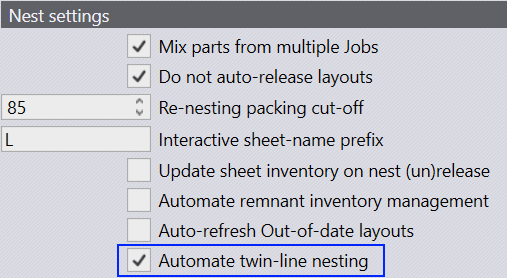 Nest settings
Mix parts from multiple Jobs
Do not auto-release layouts
85 Re-nesting packing cut-off
L Interactive sheet-name prefix
Update sheet inventory on nest (un)release
Automate remnant inventory management
Auto-refresh Out-of-date layouts
Automate twin-line nesting